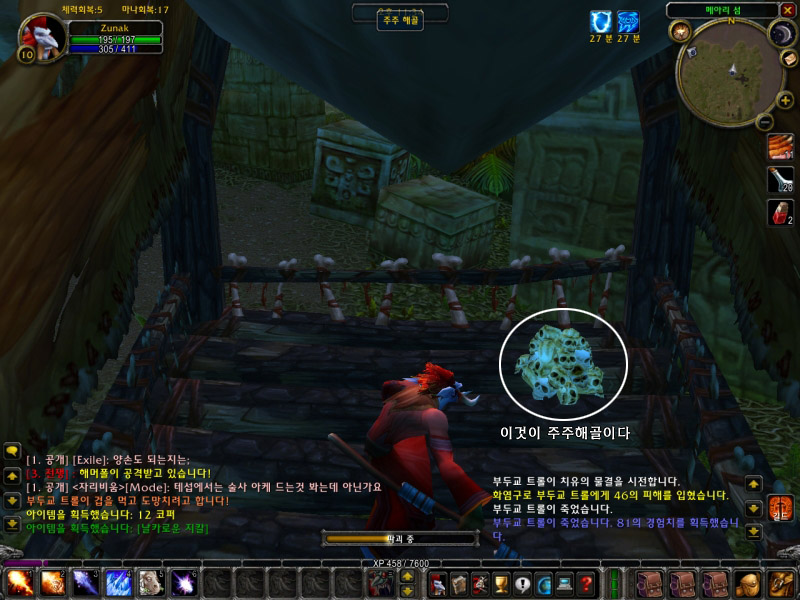 체력회복:5 마나회복:17
Zunak
195 / 197
305 / 411
10
주주 해골
27 분 27 분
메아리 섬
N
20
2
이것이 주주해골이다
[1. 공개] [Exile]: 양손도 되는지는;
[3. 전쟁] : 해머폴이 공격받고 있습니다!
[1. 공개] <자리비움>[Mode]: 테섭에서는 술사 아케 드는것 봐는데 아닌가요
부두교 트롤이 겁을 먹고 도망치려고 합니다!
아이템을 획득했습니다: 12 코퍼
아이템을 획득했습니다: [날카로운 자갈]
부두교 트롤이 치유의 물결을 시전합니다.
화염구로 부두교 트롤에게 46의 피해를 입혔습니다.
부두교 트롤이 죽었습니다.
부두교 트롤이 죽었습니다. 81의 경험치를 획득했습니
다.
길드
파괴 중
XP 458 / 7600